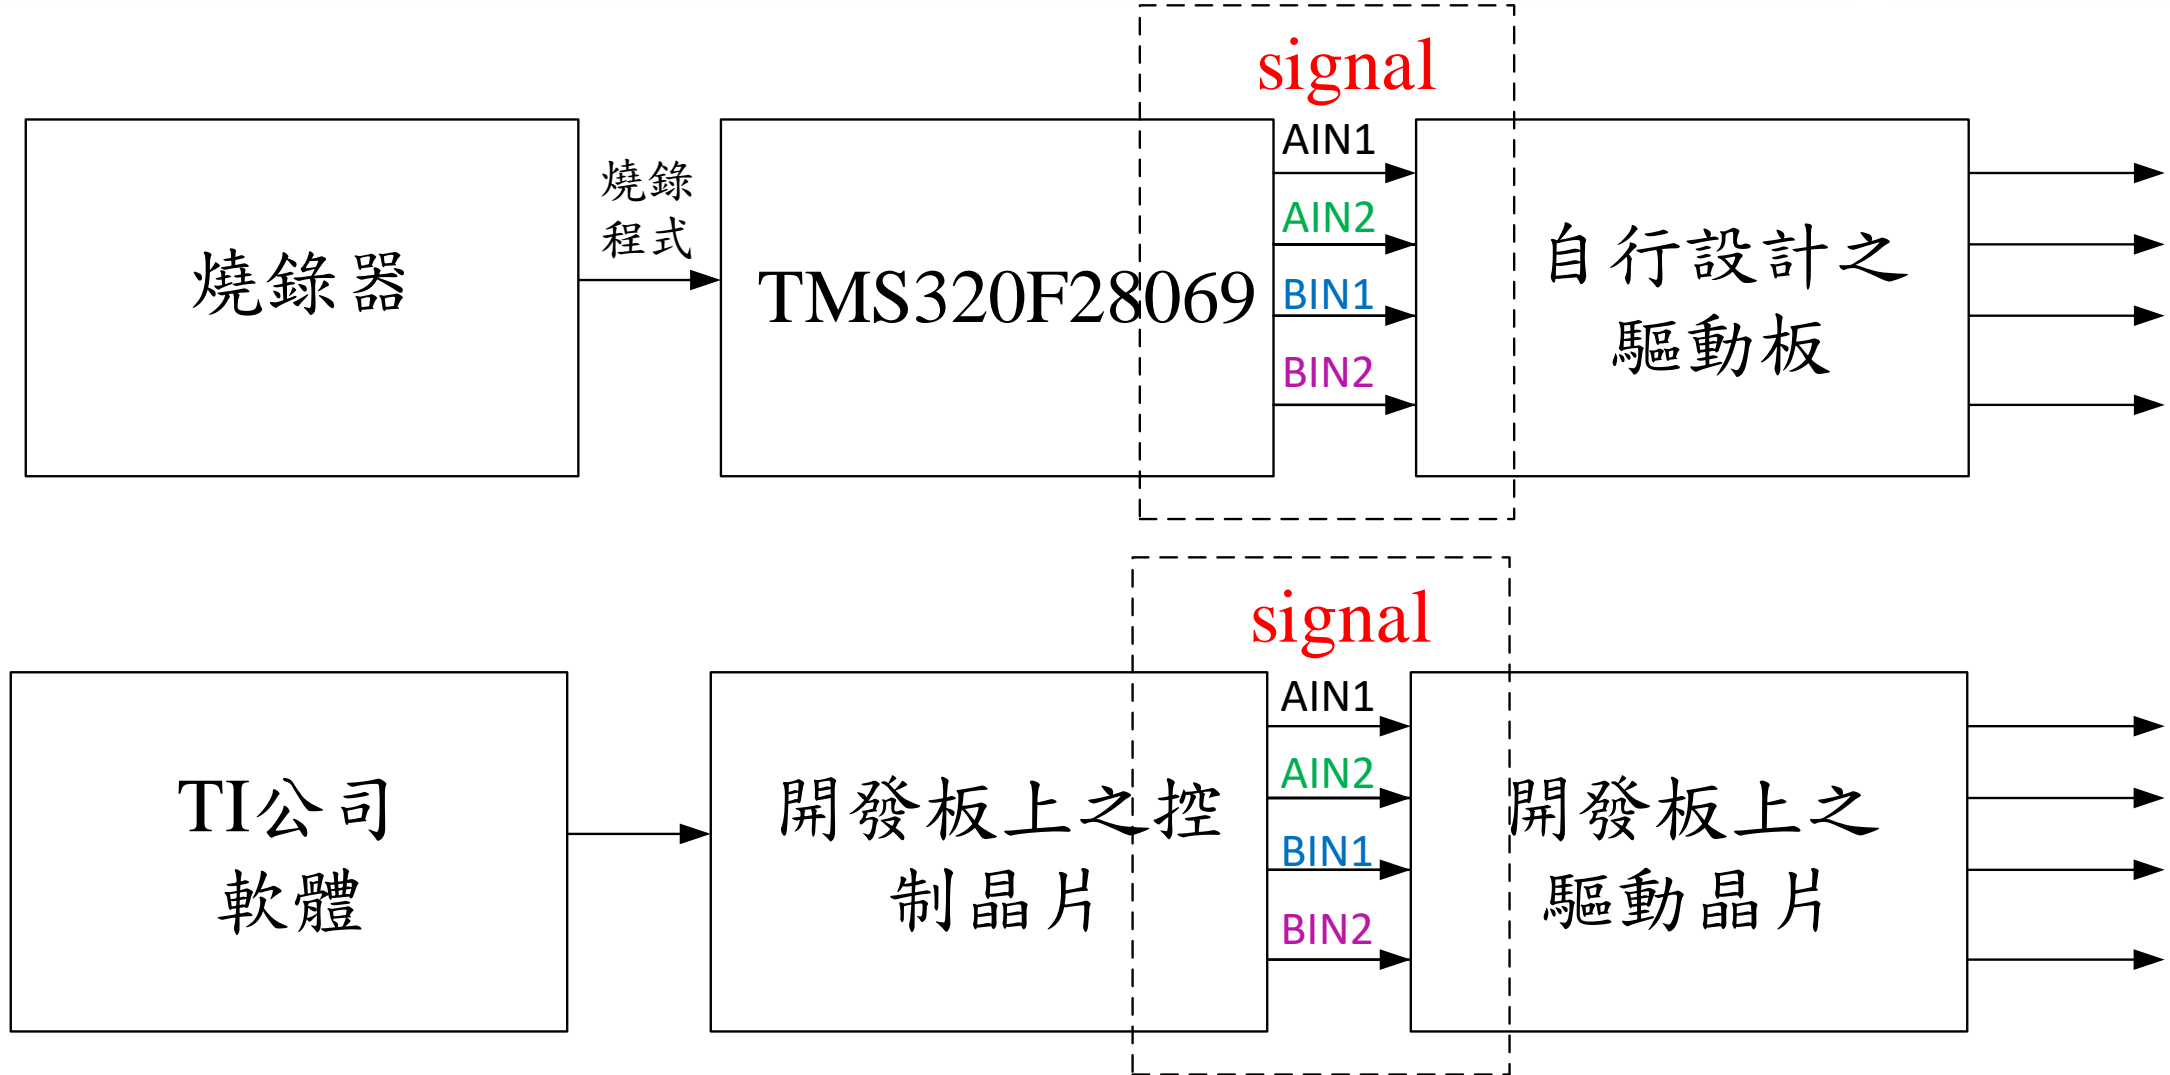 signal
燒錄器
燒錄
程式
TMS320F28069
AIN1
AIN2
BIN1
BIN2
自行設計之
驅動板
signal
TI公司
軟體
開發板上之控
制晶片
AIN1
AIN2
BIN1
BIN2
開發板上之
驅動晶片